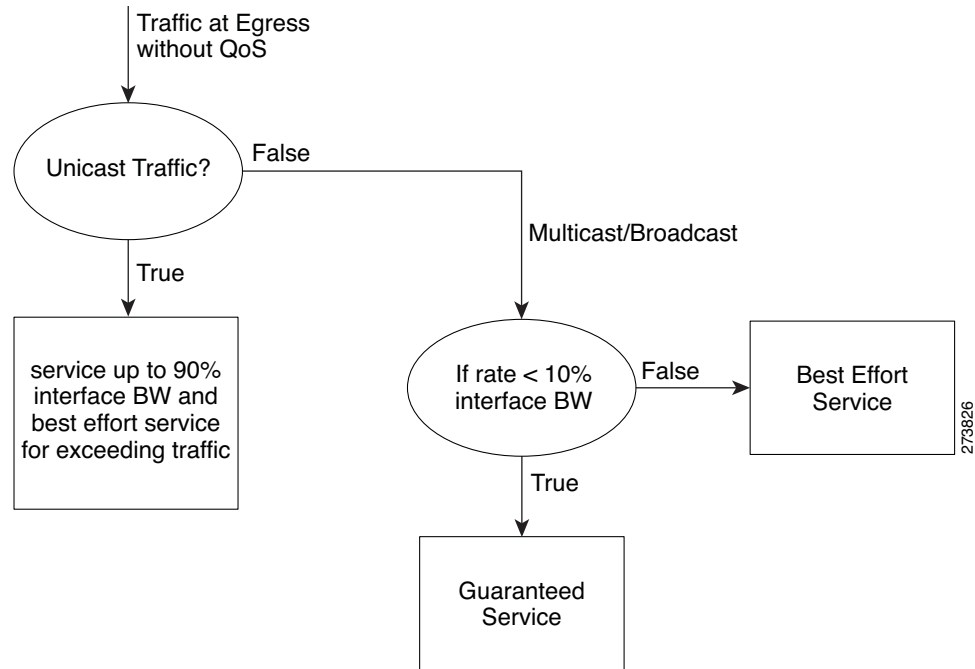 Traffic at Egress
without QoS
Unicast Traffic?
False
Multicast/Broadcast
True
service up to 90%
interface BW and
best effort service
for exceeding traffic
If rate < 10%
interface BW
False
Best Effort
Service
True
Guaranteed
Service
273826